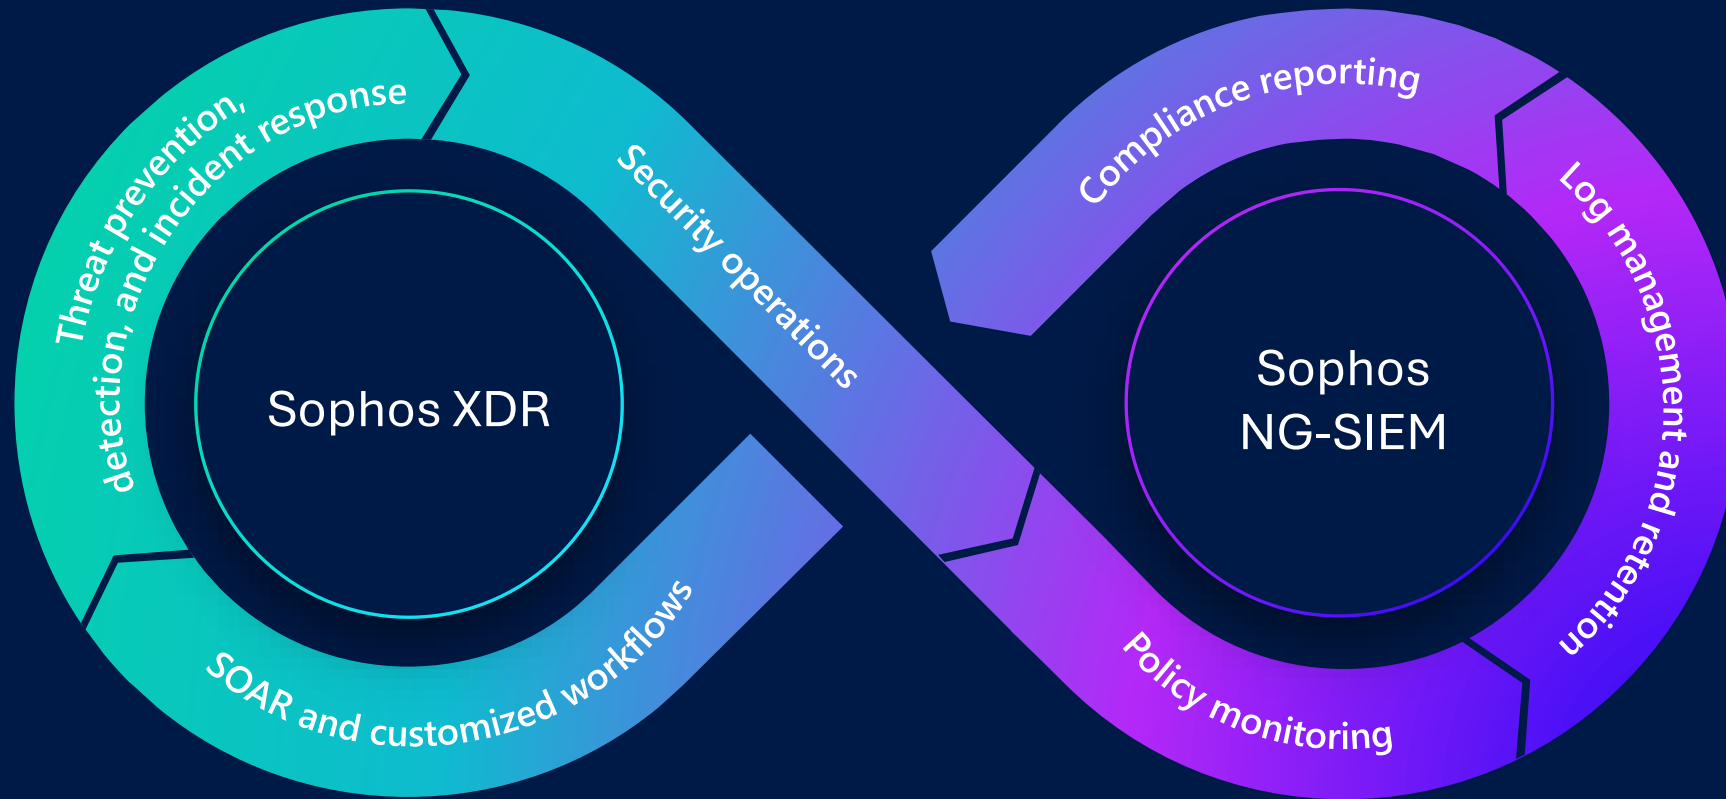 Threat prevention,
detection, and incident response
Security operations
Compliance reporting
Log management and retention
Sophos XDR
Sophos
NG-SIEM
SOAR and customized workflows
Policy monitoring